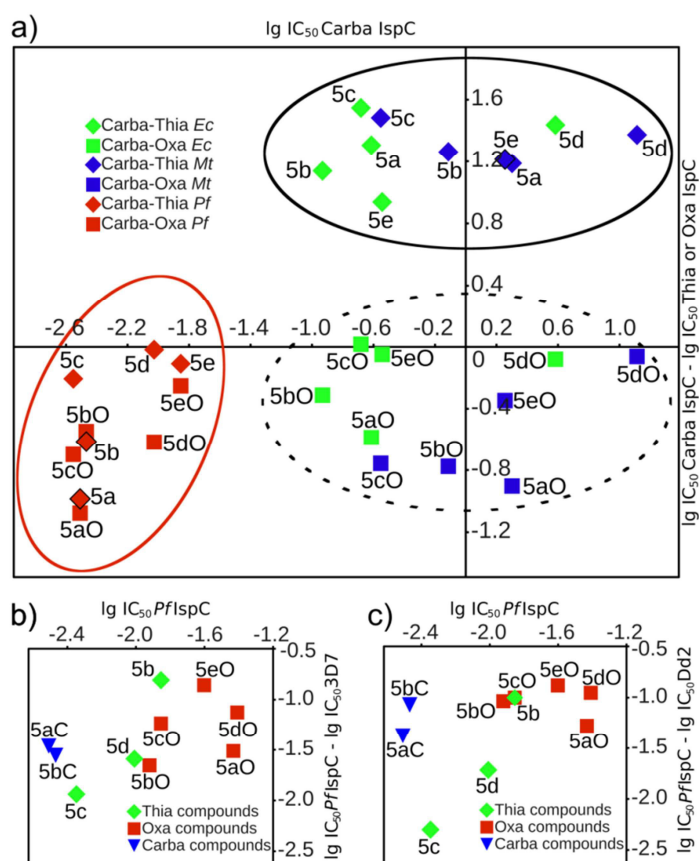 a)
lg IC50 Carba IspC
Carba-Thia Ec
Carba-Oxa Ec
Carba-Thia Mt
Carba-Oxa Mt
Carba-Thia Pf
Carba-Oxa Pf
5c
5c
5a
5b
5e
5b
5e
5a
5d
5d
1.6
1.2
0.8
0.4
0
-0.4
-0.8
-1.2
-2.6 -2.2 -1.8 -1.0 -0.6 -0.2 0.2 0.6 1.0
5c
5d
5e
5bO
5eO
5b
5cO
5dO
5a
5aO
5cO
5eO
5dO
5dO
5bO
5eO
5aO
5bO
5cO
5aO
lg IC50 Carba IspC - lg IC50 Thia or Oxa IspC
b)
lg IC50 PfIspC
-2.4 -2.0 -1.6 -1.2
-0.5
-1.0
-1.5
-2.0
-2.5
5b
5eO
5aC
5bC
5d
5cO
5dO
5bO
5aO
5c
Thia compounds
Oxa compounds
Carba compounds
lg IC50 PfIspC - lg IC50 3D7
c)
lg IC50 PfIspC
-2.4 -2.0 -1.6 -1.2
-0.5
-1.0
-1.5
-2.0
-2.5
5bC
5cO
5eO
5dO
5bO
5b
5aO
5aC
5d
5c
Thia compounds
Oxa compounds
Carba compounds
lg IC50 PfIspC - lg IC50 Dd2